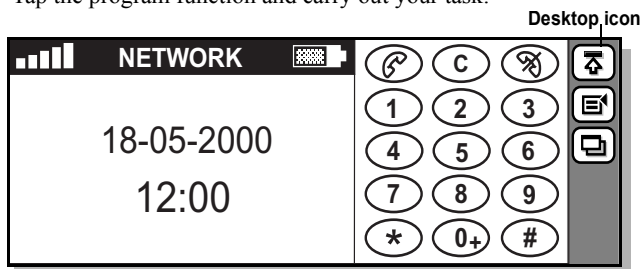 Tap the program function and carry out your task.
Desktop icon
NETWORK
C
1 2 3
18-05-2000
4 5 6
12:00
7 8 9
* 0+ #